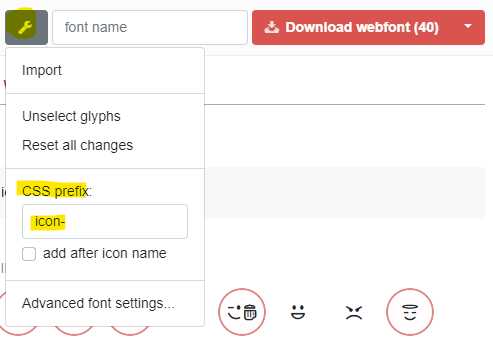 font name
Download webfont (40)
Import
Unselect glyphs
Reset all changes
CSS prefix:
icon-
add after icon name
Advanced font settings...